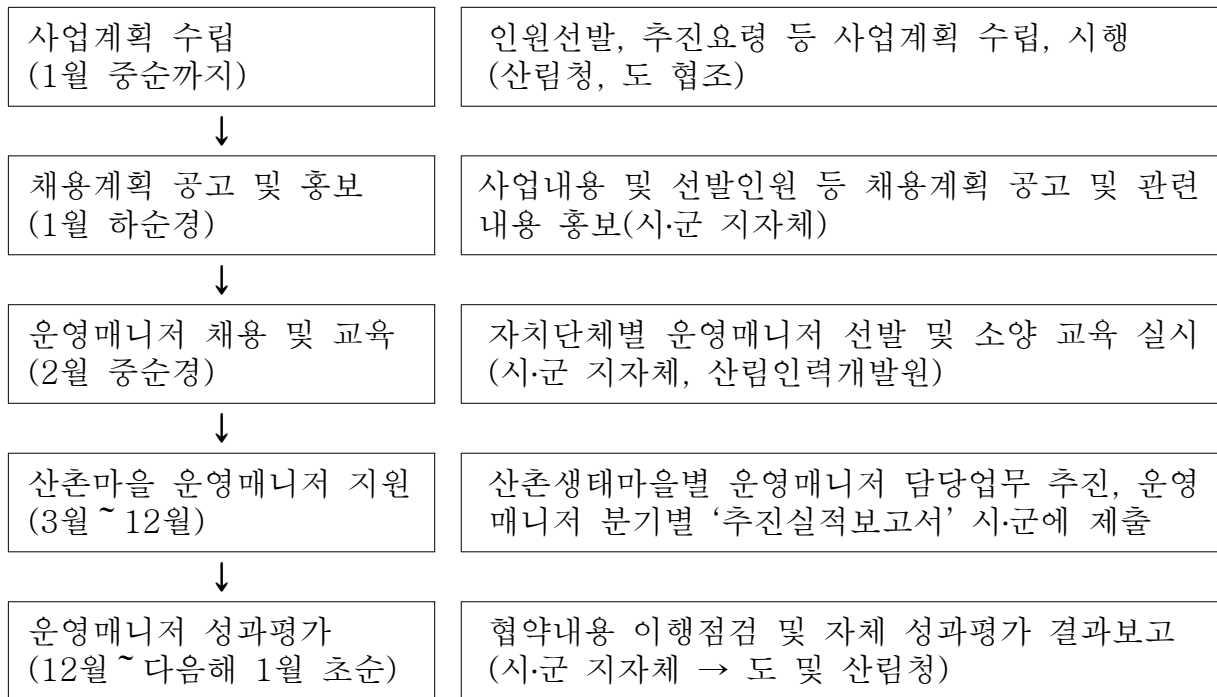 사업계획 수립
(1월 중순까지)
인원선발, 추진요령 등 사업계획 수립, 시행
(산림청, 도 협조)
↓
채용계획 공고 및 홍보
(1월 하순경)
사업내용 및 선발인원 등 채용계획 공고 및 관련
내용 홍보(시·군 지자체)
↓
운영매니저 채용 및 교육
(2월 중순경)
자치단체별 운영매니저 선발 및 소양 교육 실시
(시·군 지자체, 산림인력개발원)
↓
산촌마을 운영매니저 지원
(3월~12월)
산촌생태마을별 운영매니저 담당업무 추진, 운영
매니저 분기별 ‘추진실적보고서’ 시·군에 제출
↓
운영매니저 성과평가
(12월~다음해 1월 초순)
협약내용 이행점검 및 자체 성과평가 결과보고
(시·군 지자체 → 도 및 산림청)